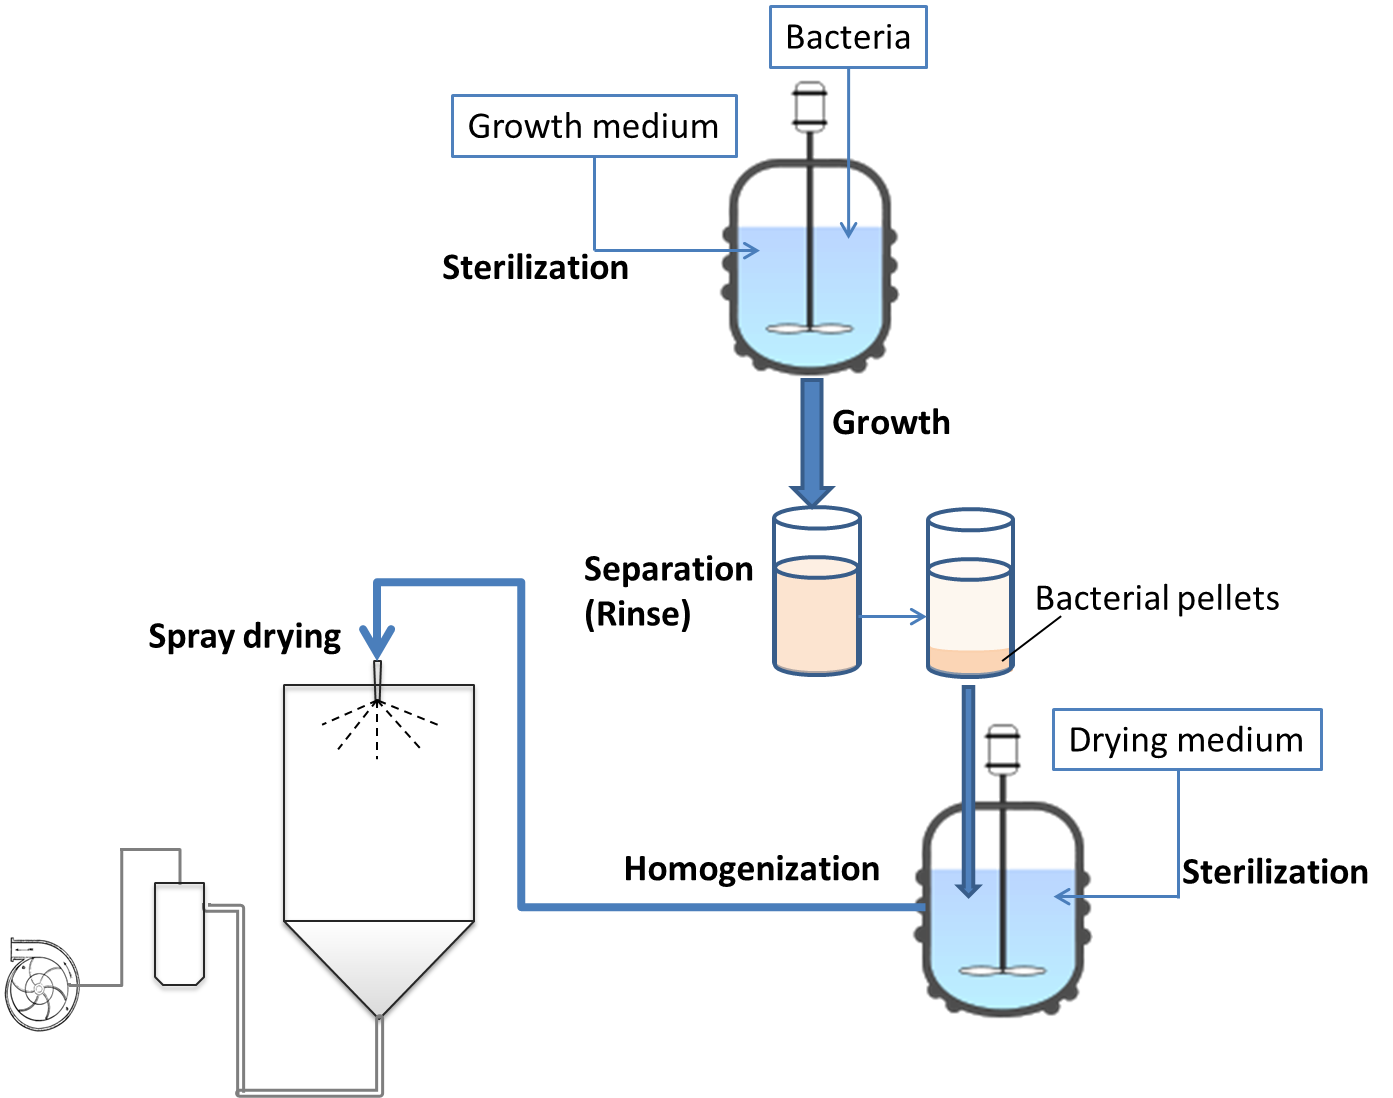 Bacteria
Growth medium
Sterilization
Growth
Separation
(Rinse)
Bacterial pellets
Spray drying
Drying medium
Homogenization
Sterilization